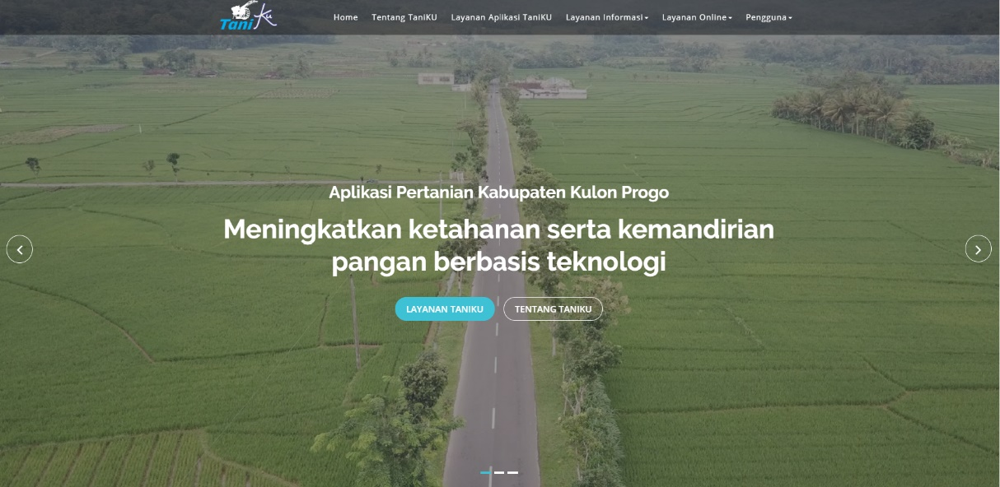 TaniKu
Home
Tentang TaniKU
Layanan Aplikasi TaniKU
Layanan Informasi
Layanan Online
Pengguna
Aplikasi Pertanian Kabupaten Kulon Progo
Meningkatkan ketahanan serta kemandirian
pangan berbasis teknologi
LAYANAN TANIKU
TENTANG TANIKU